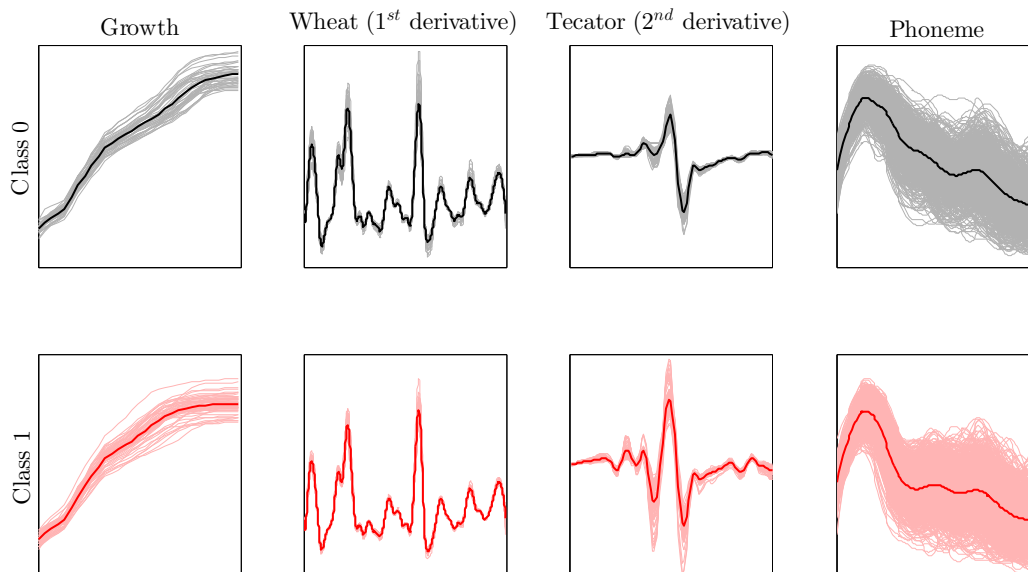 Growth
Wheat (1st derivative)
Tecator (2nd derivative)
Phoneme
Class 0
Class 1